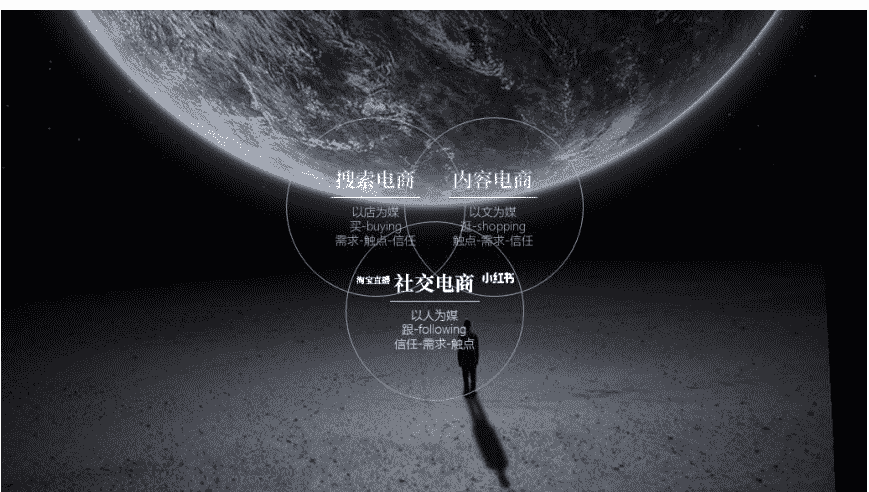 搜索电商
以店为媒
买-buying
需求-触点-信任
内容电商
以文为媒
逛-shopping
触点-需求-信任
淘宝直播
社交电商
小红书
以人为媒
跟-following
信任-需求-触点